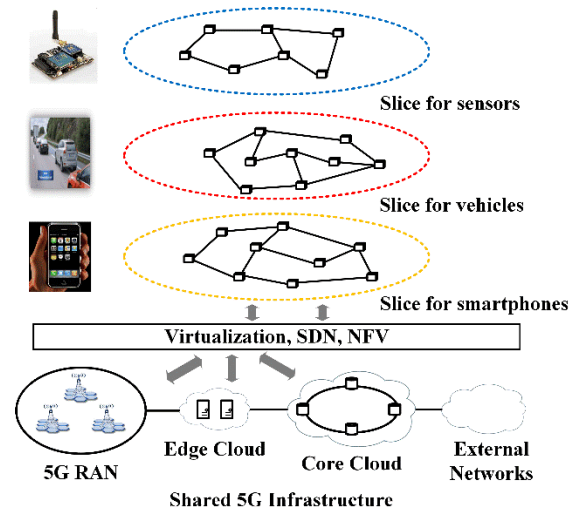 Slice for sensors
Slice for vehicles
Slice for smartphones
Virtualization, SDN, NFV
Edge Cloud
Core Cloud
External
Networks
5G RAN
Shared 5G Infrastructure